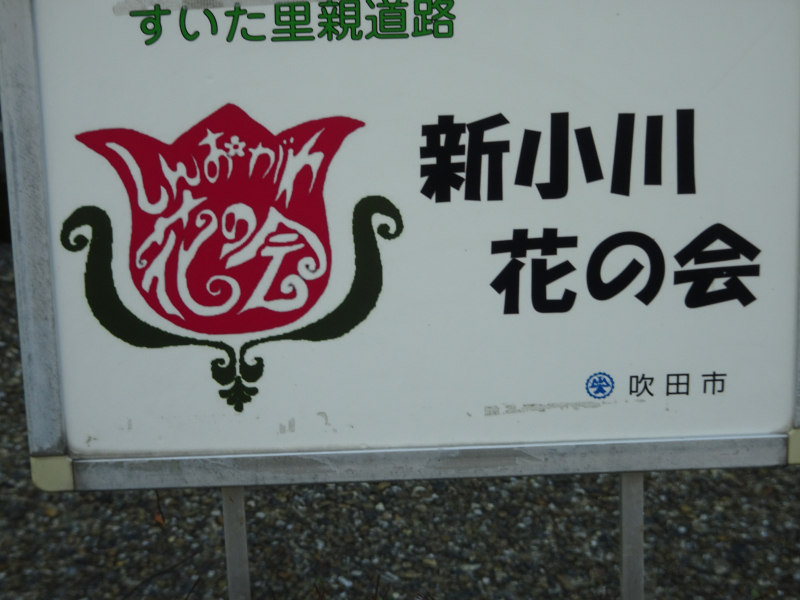 すいた里親道路
しんおがわ
花の会
新小川
花の会
吹田市